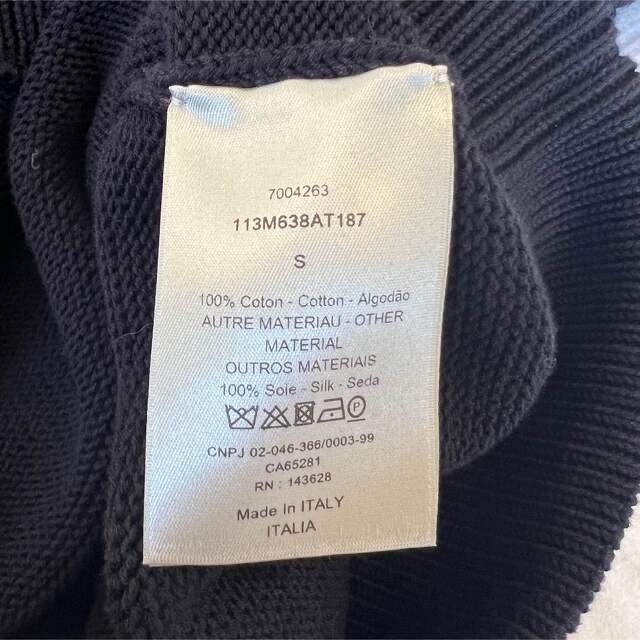 7004263
113M638AT187
S
100% Coton - Cotton - Algodão
AUTRE MATERIAU - OTHER
MATERIAL
OUTROS MATERIAIS
100% Soie - Silk - Seda
P
CNPJ 02-046-366/0003-99
CA65281
RN : 143628
Made In ITALY
ITALIA